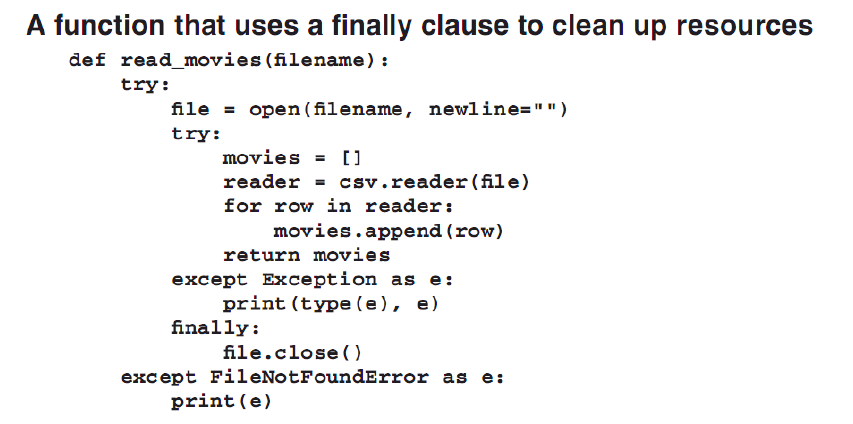 A function that uses a finally clause to clean up resources
def read_movies(filename):
    try:
        file = open(filename, newline="")
        try:
            movies = []
            reader = csv.reader(file)
            for row in reader:
                movies.append(row)
            return movies
        except Exception as e:
            print(type(e), e)
        finally:
            file.close()
    except FileNotFoundError as e:
        print(e)